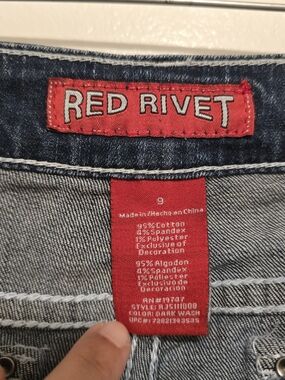 RED RIVET
9
Made in/Hecho en China
95% Cotton
4% Spandex
1% Polyester
Exclusive of
Decoration
95% Algodon
4% Spandex
1% Poliester
Exclusivo de
Decoracion
COLOR: DARK WASH